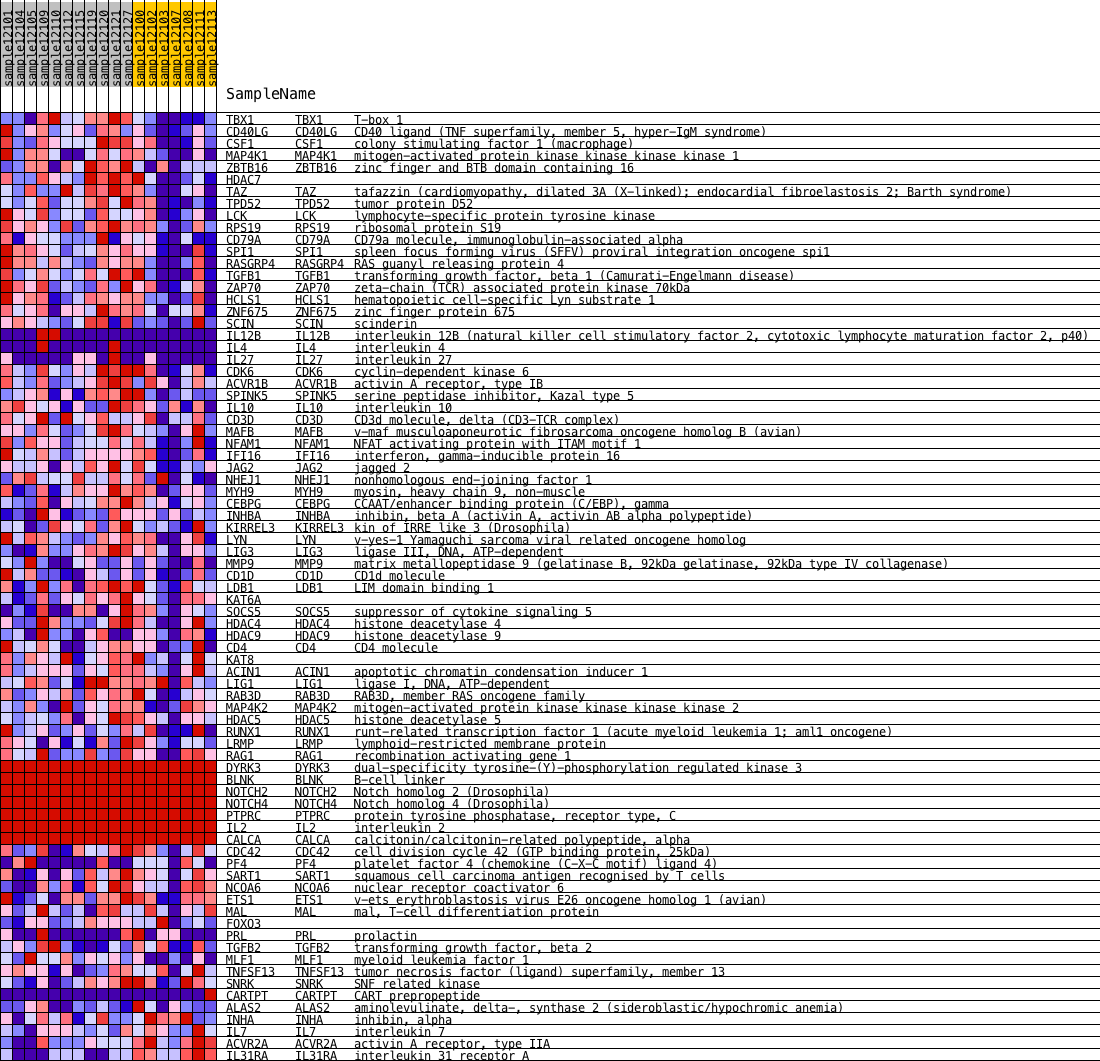 sample12101
sample12104
sample12105
sample12109
sample12110
sample12112
sample12115
sample12119
sample12120
sample12121
sample12127
sample12100
sample12102
sample12103
sample12107
sample12108
sample12111
sample12113
SampleName
TBX1 TBX1 T-box 1
CD40LG CD40LG CD40 ligand (TNF superfamily, member 5, hyper-IgM syndrome)
CSF1 CSF1 colony stimulating factor 1 (macrophage)
MAP4K1 MAP4K1 mitogen-activated protein kinase kinase kinase kinase 1
ZBTB16 ZBTB16 zinc finger and BTB domain containing 16
HDAC7
TAZ TAZ tafazzin (cardiomyopathy, dilated 3A (X-linked); endocardial fibroelastosis 2; Barth syndrome)
TPD52 TPD52 tumor protein D52
LCK LCK lymphocyte-specific protein tyrosine kinase
RPS19 RPS19 ribosomal protein S19
CD79A CD79A CD79a molecule, immunoglobulin-associated alpha
SPI1 SPI1 spleen focus forming virus (SFFV) proviral integration oncogene spi1
RASGRP4 RASGRP4 RAS guanyl releasing protein 4
TGFB1 TGFB1 transforming growth factor, beta 1 (Camurati-Engelmann disease)
ZAP70 ZAP70 zeta-chain (TCR) associated protein kinase 70kDa
HCLS1 HCLS1 hematopoietic cell-specific Lyn substrate 1
ZNF675 ZNF675 zinc finger protein 675
SCIN SCIN scinderin
IL12B IL12B interleukin 12B (natural killer cell stimulatory factor 2, cytotoxic lymphocyte maturation factor 2, p40)
IL4 IL4 interleukin 4
IL27 IL27 interleukin 27
CDK6 CDK6 cyclin-dependent kinase 6
ACVR1B ACVR1B activin A receptor, type IB
SPINK5 SPINK5 serine peptidase inhibitor, Kazal type 5
IL10 IL10 interleukin 10
CD3D CD3D CD3d molecule, delta (CD3-TCR complex)
MAFB MAFB v-maf musculoaponeurotic fibrosarcoma oncogene homolog B (avian)
NFAM1 NFAM1 NFAT activating protein with ITAM motif 1
IFI16 IFI16 interferon, gamma-inducible protein 16
JAG2 JAG2 jagged 2
NHEJ1 NHEJ1 nonhomologous end-joining factor 1
MYH9 MYH9 myosin, heavy chain 9, non-muscle
CEBPG CEBPG CCAAT/enhancer binding protein (C/EBP), gamma
INHBA INHBA inhibin, beta A (activin A, activin AB alpha polypeptide)
KIRREL3 KIRREL3 kin of IRRE like 3 (Drosophila)
LYN LYN v-yes-1 Yamaguchi sarcoma viral related oncogene homolog
LIG3 LIG3 ligase III, DNA, ATP-dependent
MMP9 MMP9 matrix metallopeptidase 9 (gelatinase B, 92kDa gelatinase, 92kDa type IV collagenase)
CD1D CD1D CD1d molecule
LDB1 LDB1 LIM domain binding 1
KAT6A
SOCS5 SOCS5 suppressor of cytokine signaling 5
HDAC4 HDAC4 histone deacetylase 4
HDAC9 HDAC9 histone deacetylase 9
CD4 CD4 CD4 molecule
KAT8
ACIN1 ACIN1 apoptotic chromatin condensation inducer 1
LIG1 LIG1 ligase I, DNA, ATP-dependent
RAB3D RAB3D RAB3D, member RAS oncogene family
MAP4K2 MAP4K2 mitogen-activated protein kinase kinase kinase kinase 2
HDAC5 HDAC5 histone deacetylase 5
RUNX1 RUNX1 runt-related transcription factor 1 (acute myeloid leukemia 1; aml1 oncogene)
LRMP LRMP lymphoid-restricted membrane protein
RAG1 RAG1 recombination activating gene 1
DYRK3 DYRK3 dual-specificity tyrosine-(Y)-phosphorylation regulated kinase 3
BLNK BLNK B-cell linker
NOTCH2 NOTCH2 Notch homolog 2 (Drosophila)
NOTCH4 NOTCH4 Notch homolog 4 (Drosophila)
PTPRC PTPRC protein tyrosine phosphatase, receptor type, C
IL2 IL2 interleukin 2
CALCA CALCA calcitonin/calcitonin-related polypeptide, alpha
CDC42 CDC42 cell division cycle 42 (GTP binding protein, 25kDa)
PF4 PF4 platelet factor 4 (chemokine (C-X-C motif) ligand 4)
SART1 SART1 squamous cell carcinoma antigen recognised by T cells
NCOA6 NCOA6 nuclear receptor coactivator 6
ETS1 ETS1 v-ets erythroblastosis virus E26 oncogene homolog 1 (avian)
MAL MAL mal, T-cell differentiation protein
FOXO3
PRL PRL prolactin
TGFB2 TGFB2 transforming growth factor, beta 2
MLF1 MLF1 myeloid leukemia factor 1
TNFSF13 TNFSF13 tumor necrosis factor (ligand) superfamily, member 13
SNRK SNRK SNF related kinase
CARTPT CARTPT CART prepropeptide
ALAS2 ALAS2 aminolevulinate, delta-, synthase 2 (sideroblastic/hypochromic anemia)
INHA INHA inhibin, alpha
IL7 IL7 interleukin 7
ACVR2A ACVR2A activin A receptor, type IIA
IL31RA IL31RA interleukin 31 receptor A